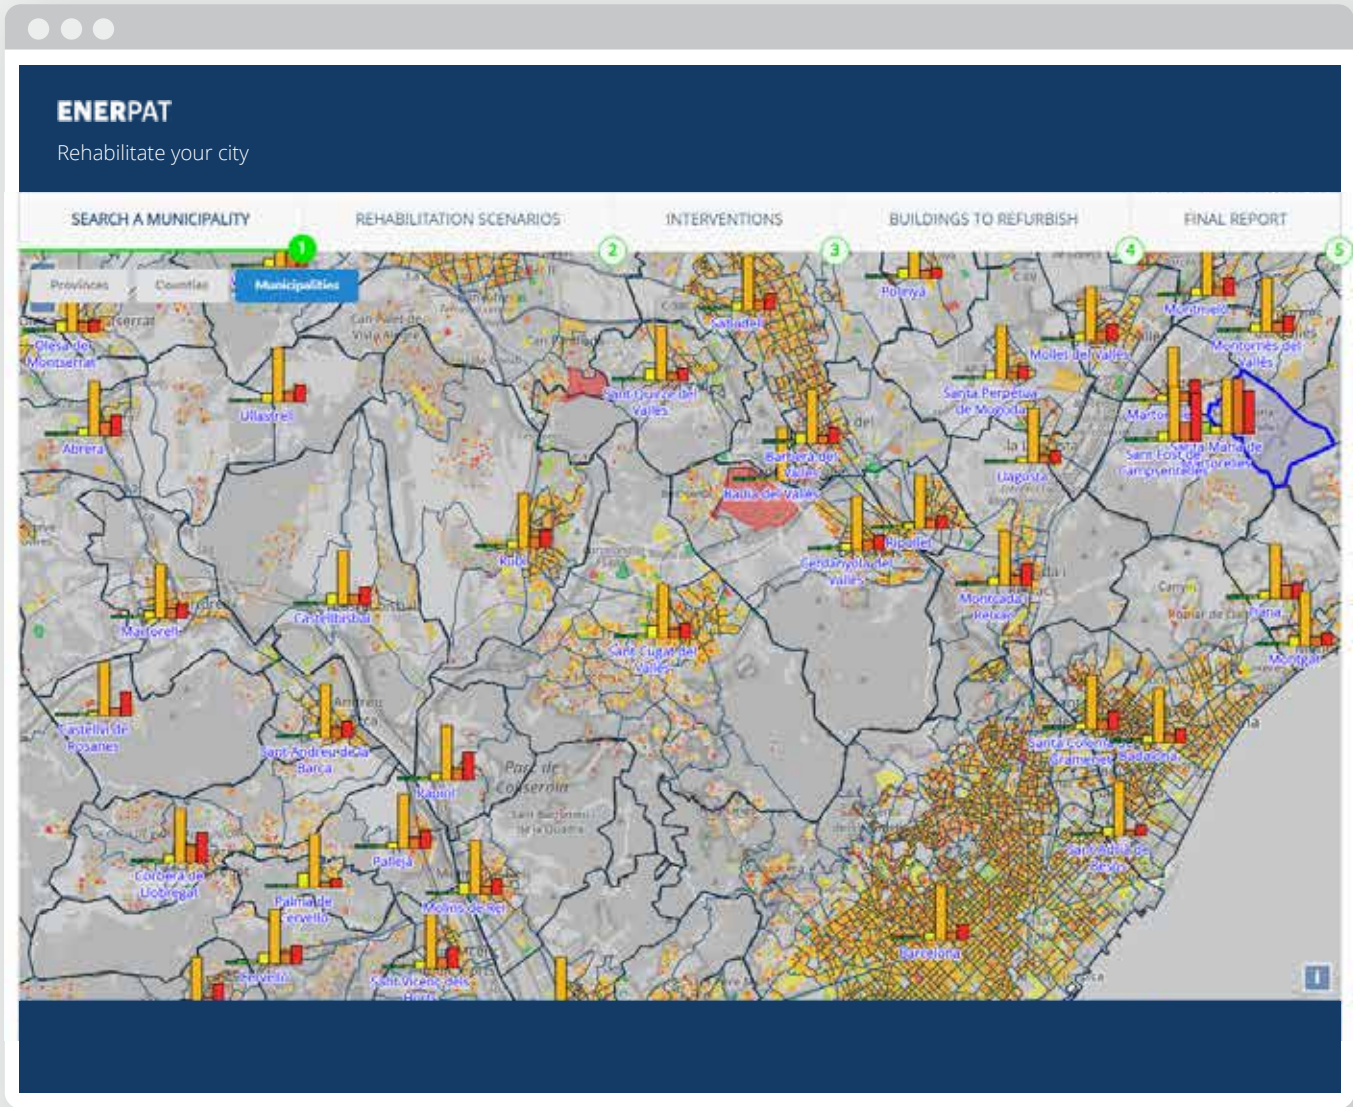 ENERPAT
Rehabilitate your city
SEARCH A MUNICIPALITY
REHABILITATION SCENARIOS
INTERVENTIONS
BUILDINGS TO REFURBISH
FINAL REPORT
1
2
3
4
5
Provinces
Counties
Municipalities
Polinyà
Sabadell
Montmeló
Olesa de
Montserrat
Mollet del Vallès
Montornès del
Vallès
Sant Quirze del
Vallès
Santa Perpètua
de Mogoda
Ullastrell
Abrera
Barberà del
Vallès
Santa Maria de
Martorelles
Sant Fost de
Campsentelles
Llagosta
Badia del Vallès
Ripollet
Rubí
Cerdanyola del
Vallès
Montcada i
Reixac
Tiana
Martorell
Castellbisbal
Sant Cugat del
Vallès
Montgat
Castellví de
Rosanes
Sant Andreu de la
Barca
Santa Coloma de
Gramenet
Badalona
Parc de
Collserola
Papiol
Pallejà
Sant Adrià de
Besòs
Corbera de
Llobregat
Palma de
Cervelló
Molins de Rei
Barcelona
Cervelló
Sant Vicenç dels
Horts
i